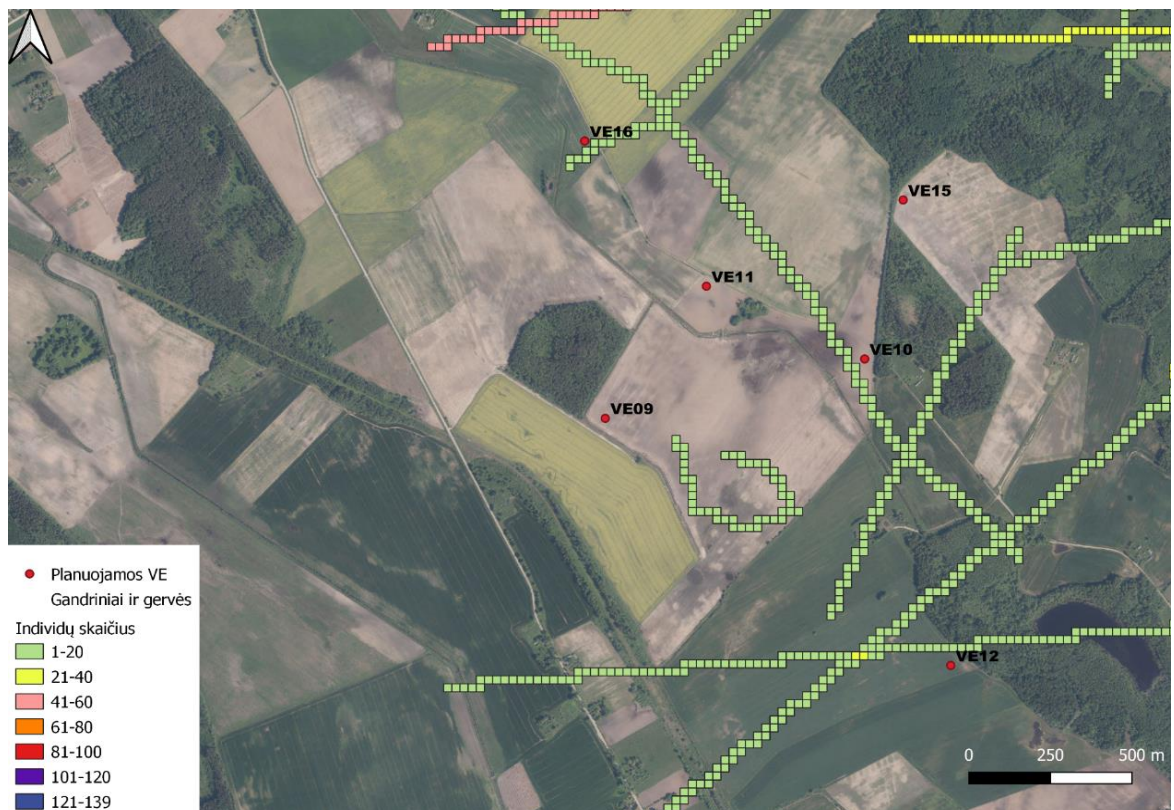 VE16
VE15
VE11
VE10
VE09
VE12
Planuojamos VE
Gandriniai ir gervės
Individų skaičius
1-20
21-40
41-60
61-80
81-100
101-120
121-139
0 250 500 m